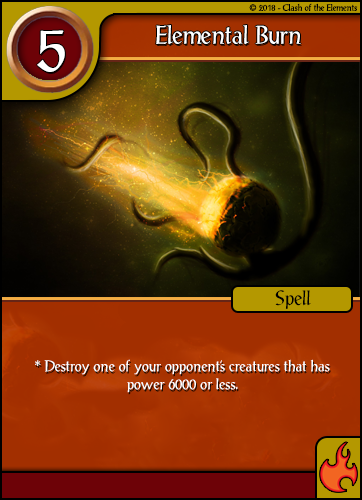 © 2018 - Clash of the Elements
5
Elemental Burn
Spell
* Destroy one of your opponent's creatures that has
power 6000 or less.